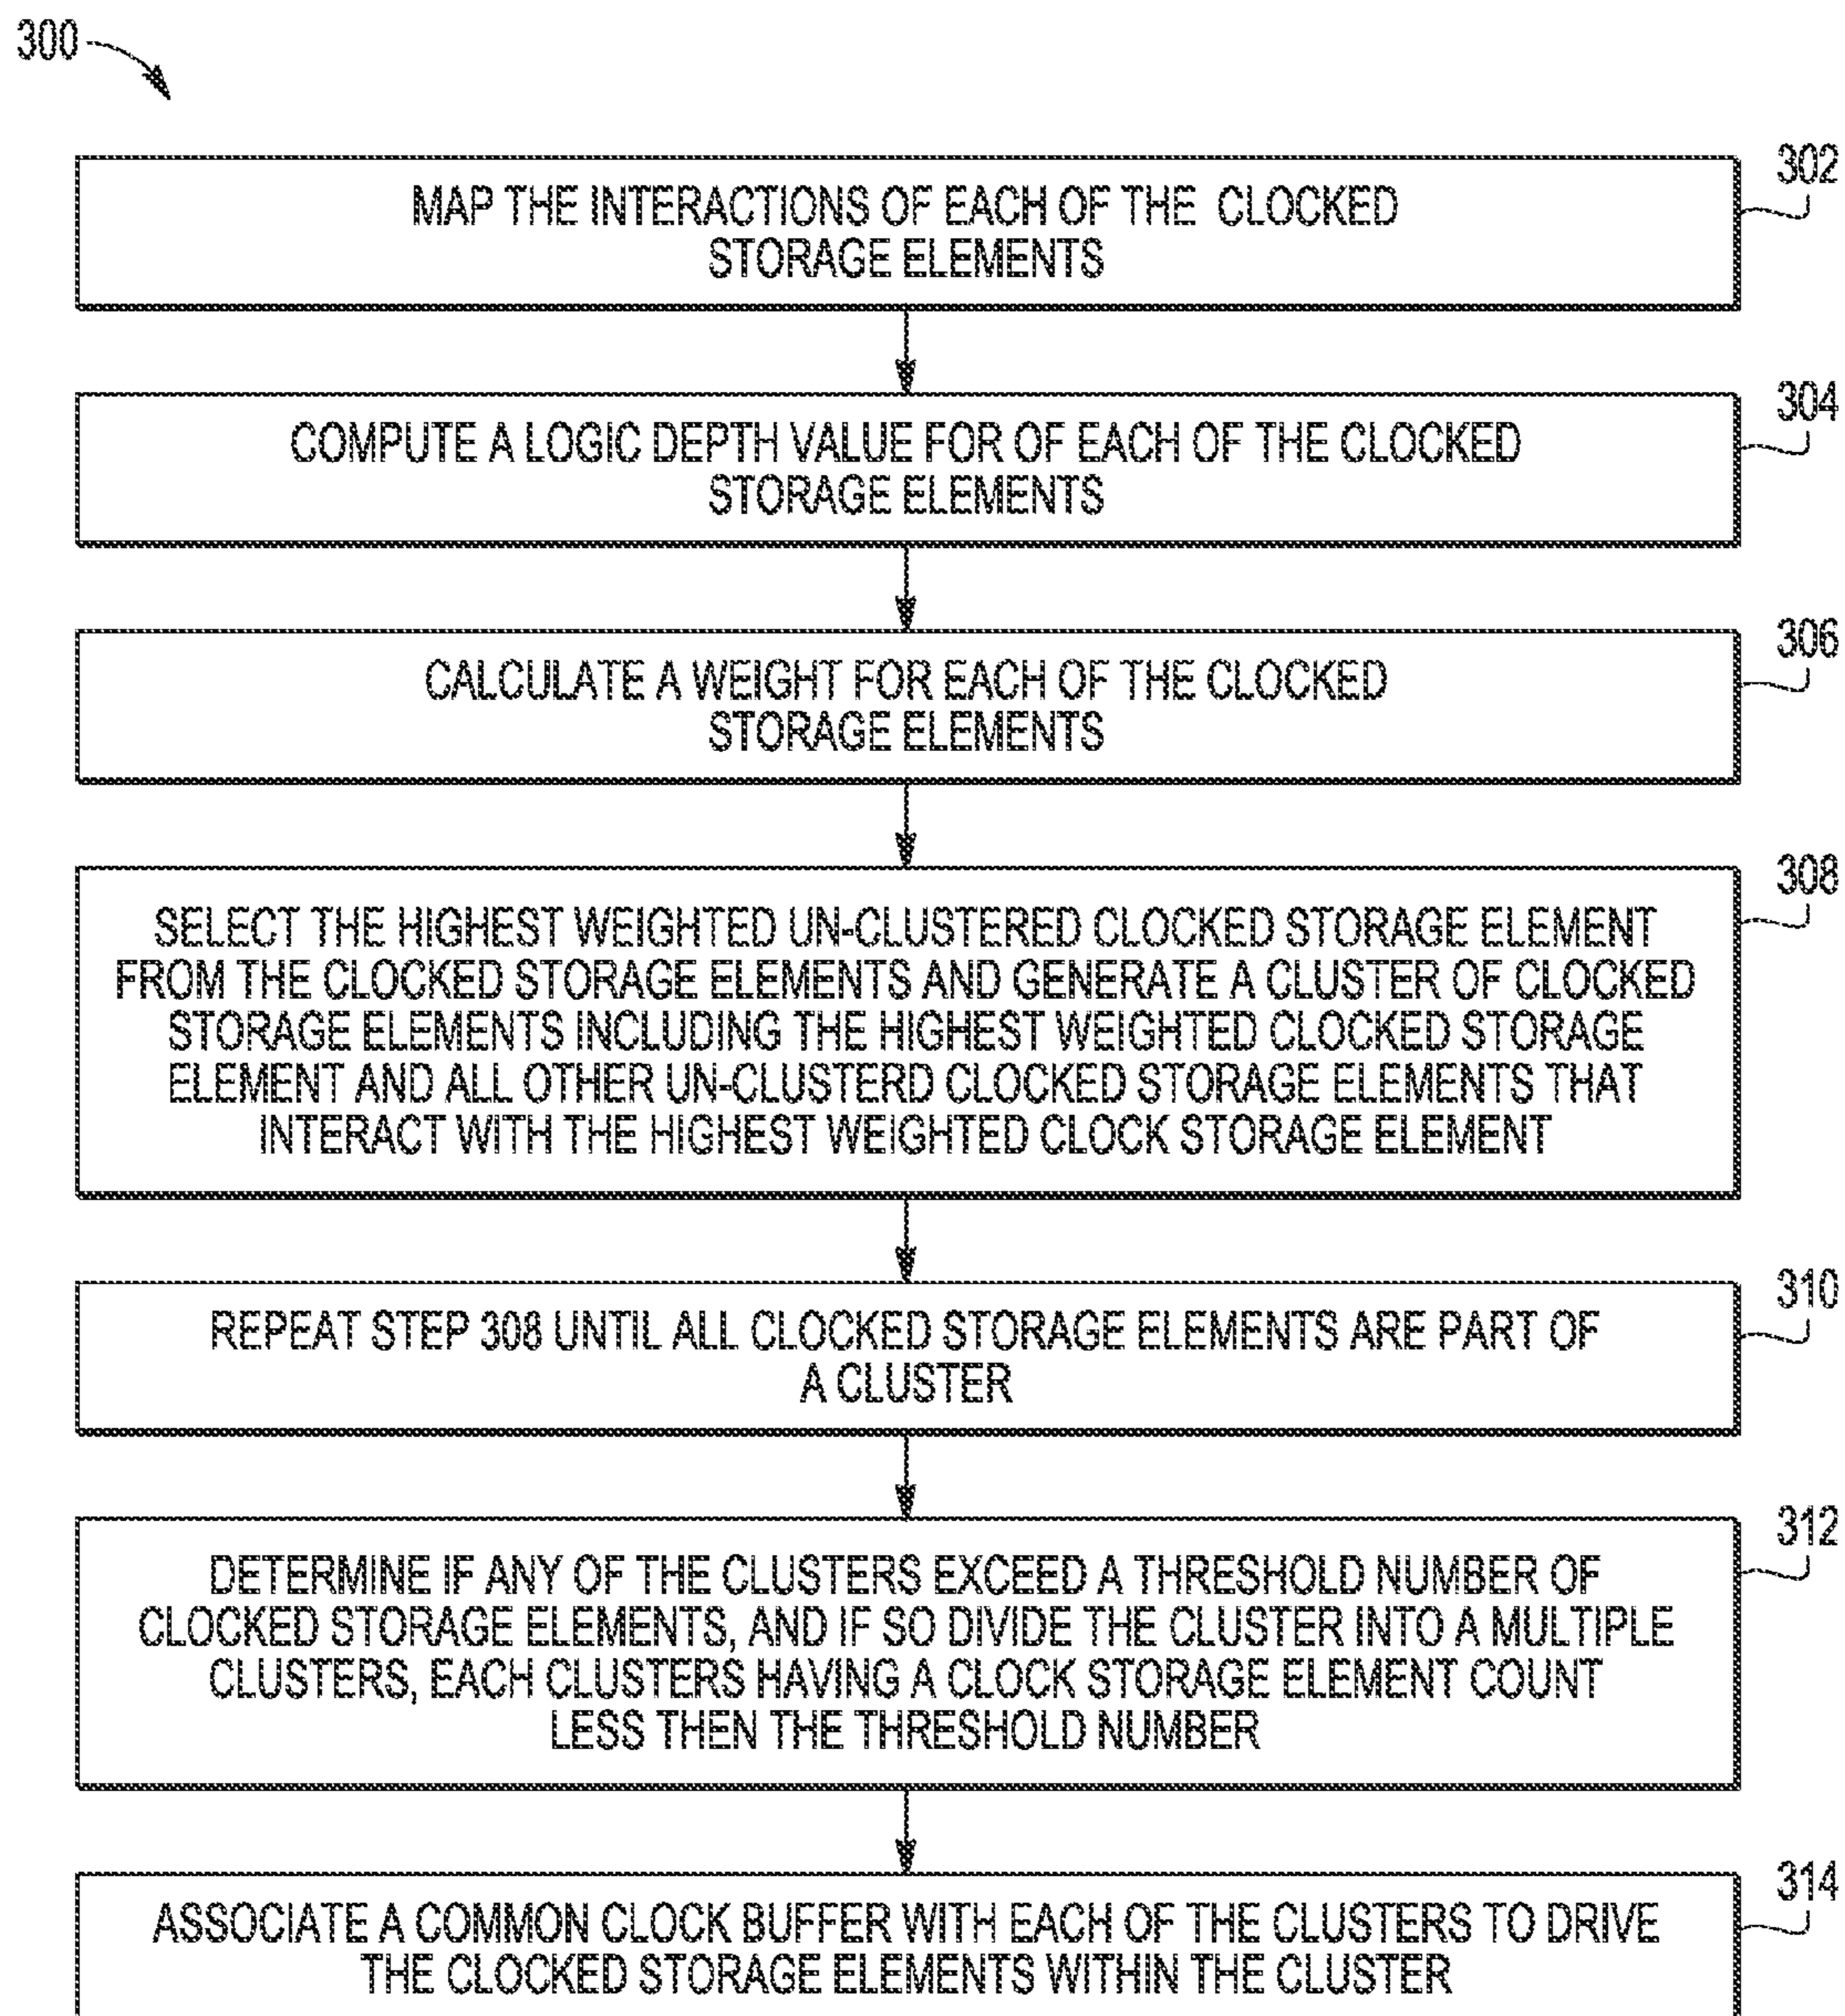 300
302
MAP THE INTERACTIONS OF EACH OF THE CLOCKED
STORAGE ELEMENTS
304
COMPUTE A LOGIC DEPTH VALUE FOR OF EACH OF THE CLOCKED
STORAGE ELEMENTS
306
CALCULATE A WEIGHT FOR EACH OF THE CLOCKED
STORAGE ELEMENTS
308
SELECT THE HIGHEST WEIGHTED UN-CLUSTERED CLOCKED STORAGE ELEMENT
FROM THE CLOCKED STORAGE ELEMENTS AND GENERATE A CLUSTER OF CLOCKED
STORAGE ELEMENTS INCLUDING THE HIGHEST WEIGHTED CLOCKED STORAGE
ELEMENT AND ALL OTHER UN-CLUSTERD CLOCKED STORAGE ELEMENTS THAT
INTERACT WITH THE HIGHEST WEIGHTED CLOCK STORAGE ELEMENT
310
REPEAT STEP 308 UNTIL ALL CLOCKED STORAGE ELEMENTS ARE PART OF
A CLUSTER
312
DETERMINE IF ANY OF THE CLUSTERS EXCEED A THRESHOLD NUMBER OF
CLOCKED STORAGE ELEMENTS, AND IF SO DIVIDE THE CLUSTER INTO A MULTIPLE
CLUSTERS, EACH CLUSTERS HAVING A CLOCK STORAGE ELEMENT COUNT
LESS THEN THE THRESHOLD NUMBER
314
ASSOCIATE A COMMON CLOCK BUFFER WITH EACH OF THE CLUSTERS TO DRIVE
THE CLOCKED STORAGE ELEMENTS WITHIN THE CLUSTER